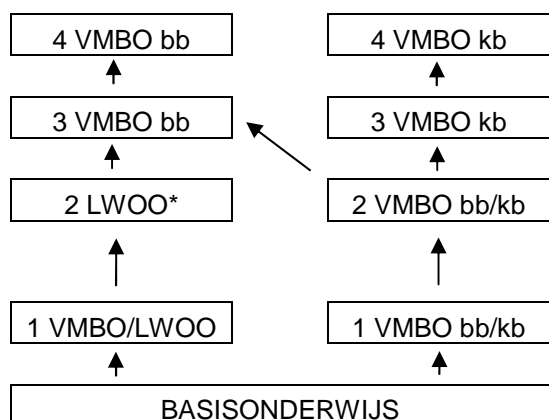 4 VMBO bb
4 VMBO kb
3 VMBO bb
3 VMBO kb
2 LWOO*
2 VMBO bb/kb
1 VMBO/LWOO
1 VMBO bb/kb
BASISONDERWIJS